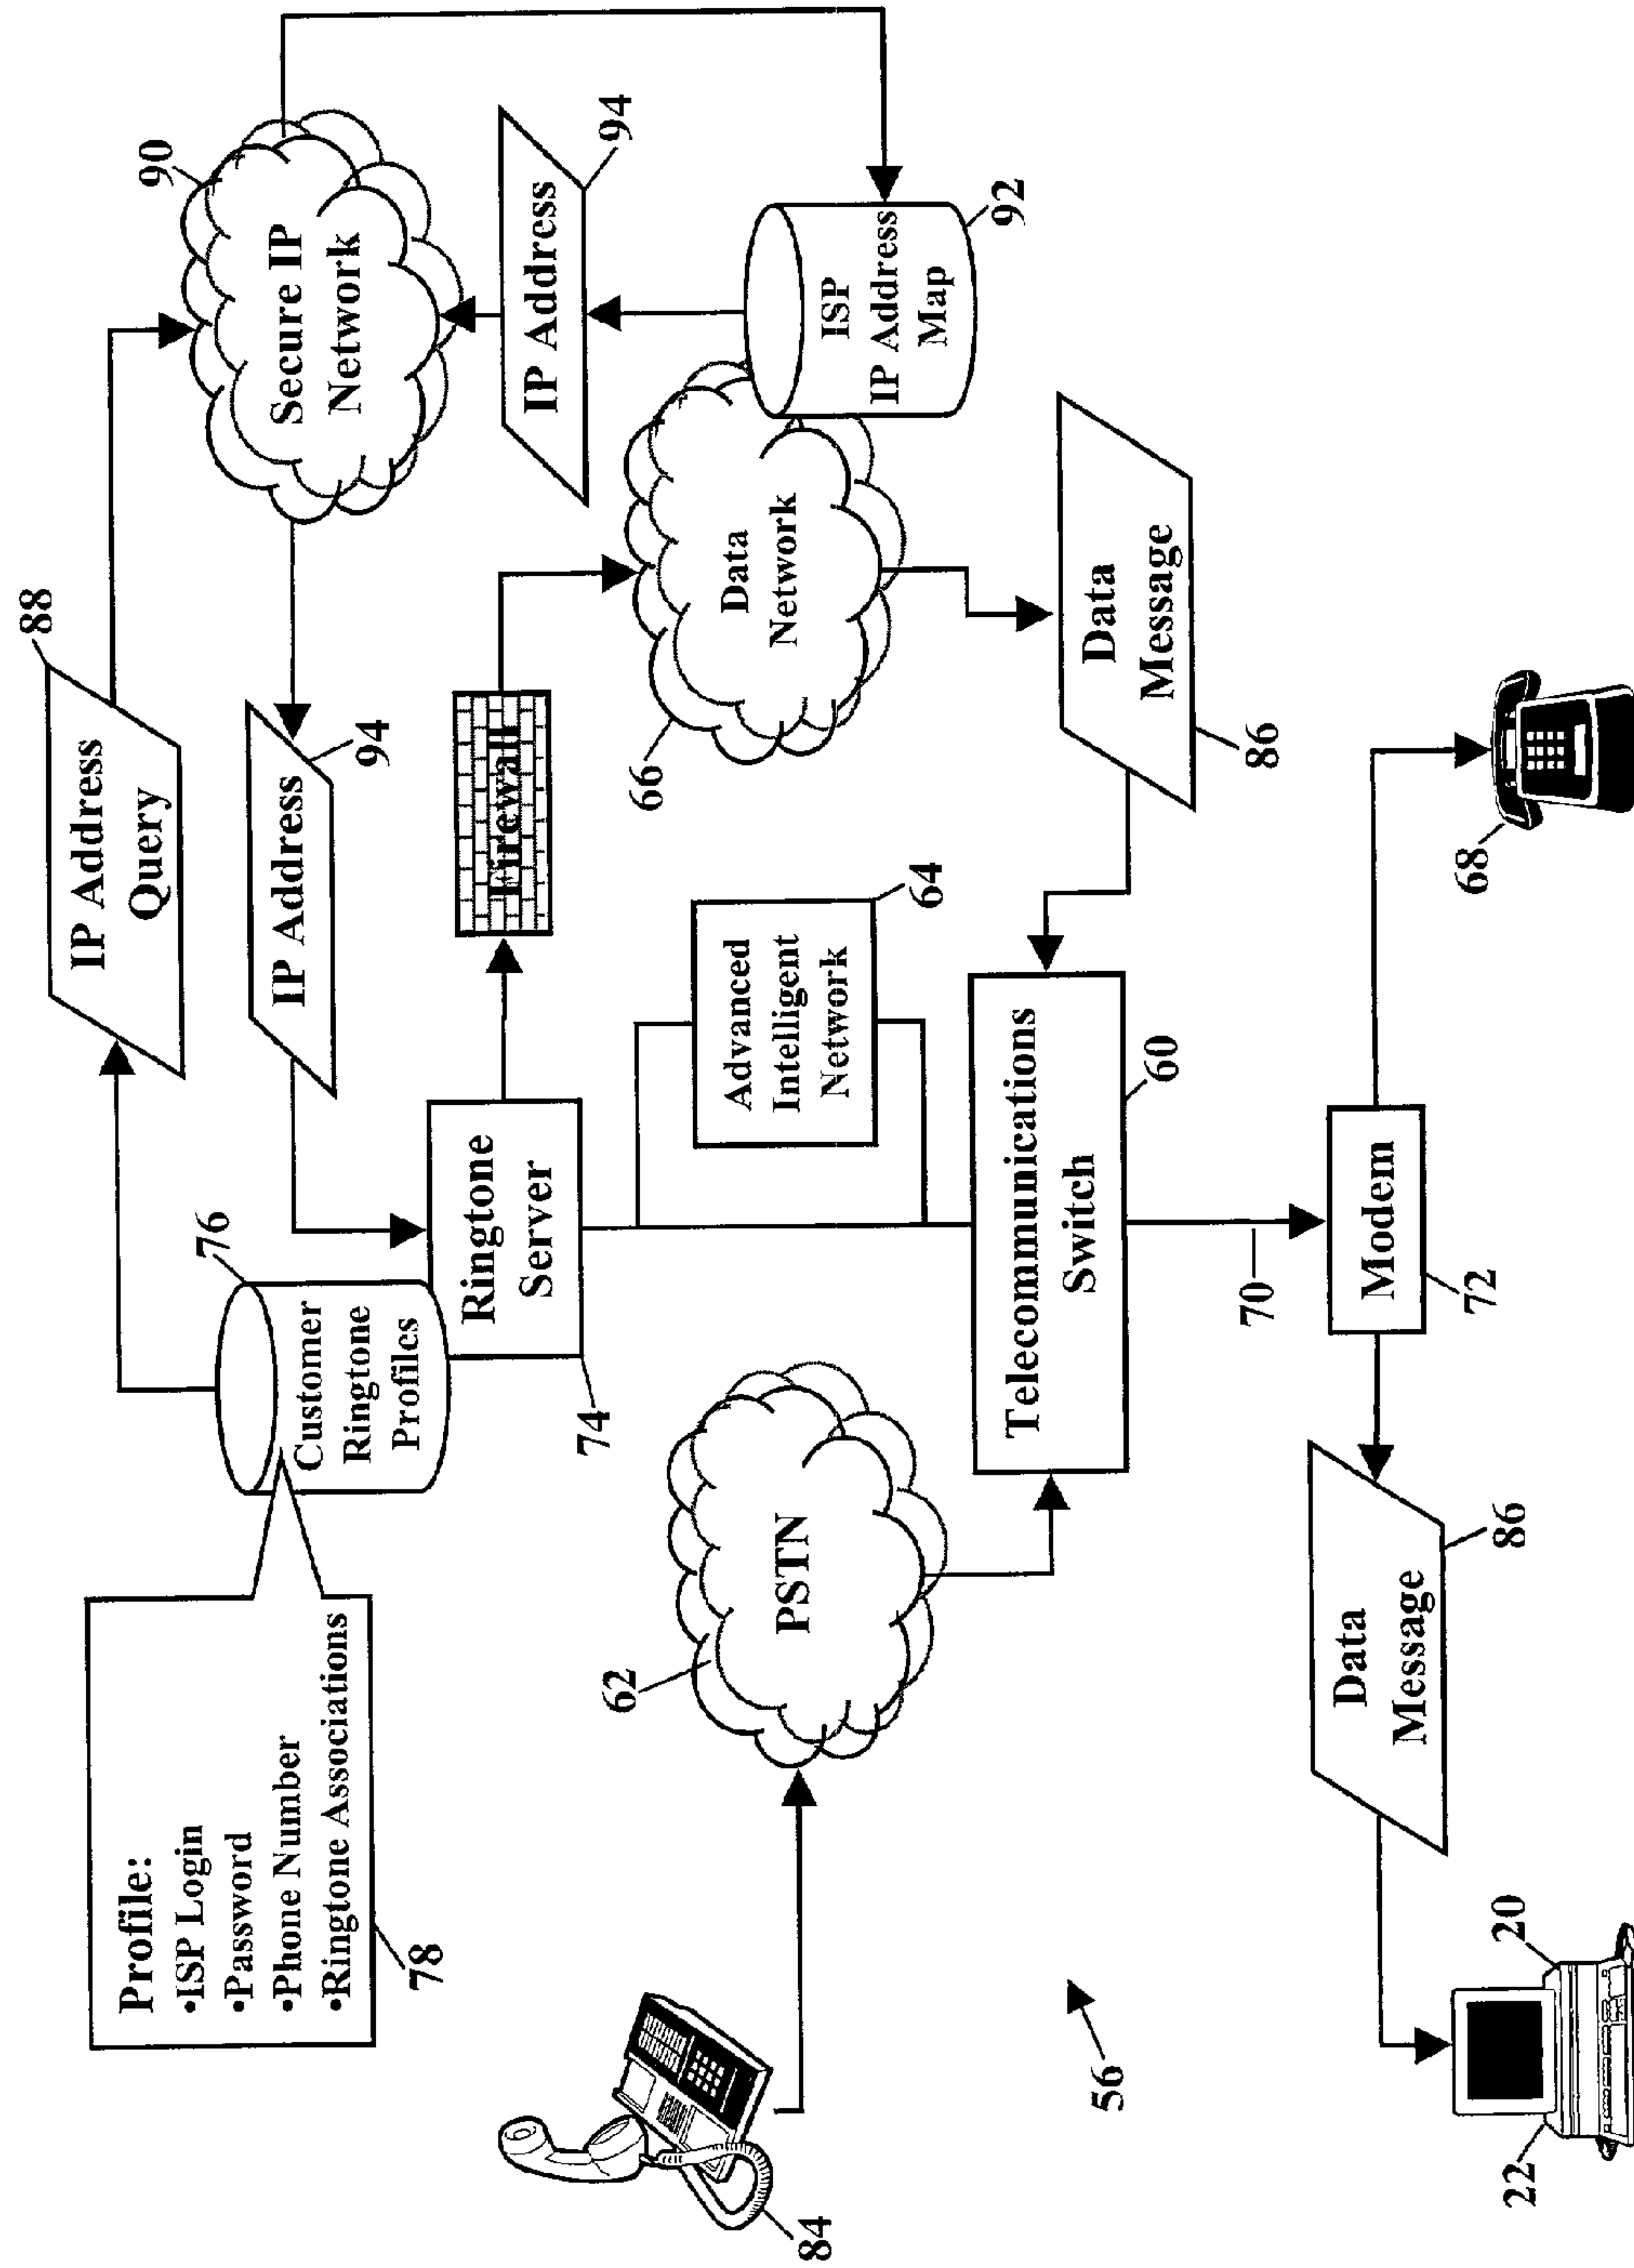 88
IP Address
Query
90
Secure IP
Network
76
94
IP Address
Profile:
•ISP Login
•Password
•Phone Number
•Ringtone Associations
78
Customer
Ringtone
Profiles
Ringtone
Server
74
Firewall
IP Address
94
66
Data
Network
ISP
IP Address
Map
92
62
PSTN
Advanced
Intelligent
Network
64
84
Telecommunications
Switch
60
Data
Message
86
56
70
Modem
72
68
Data
Message
86
22
20